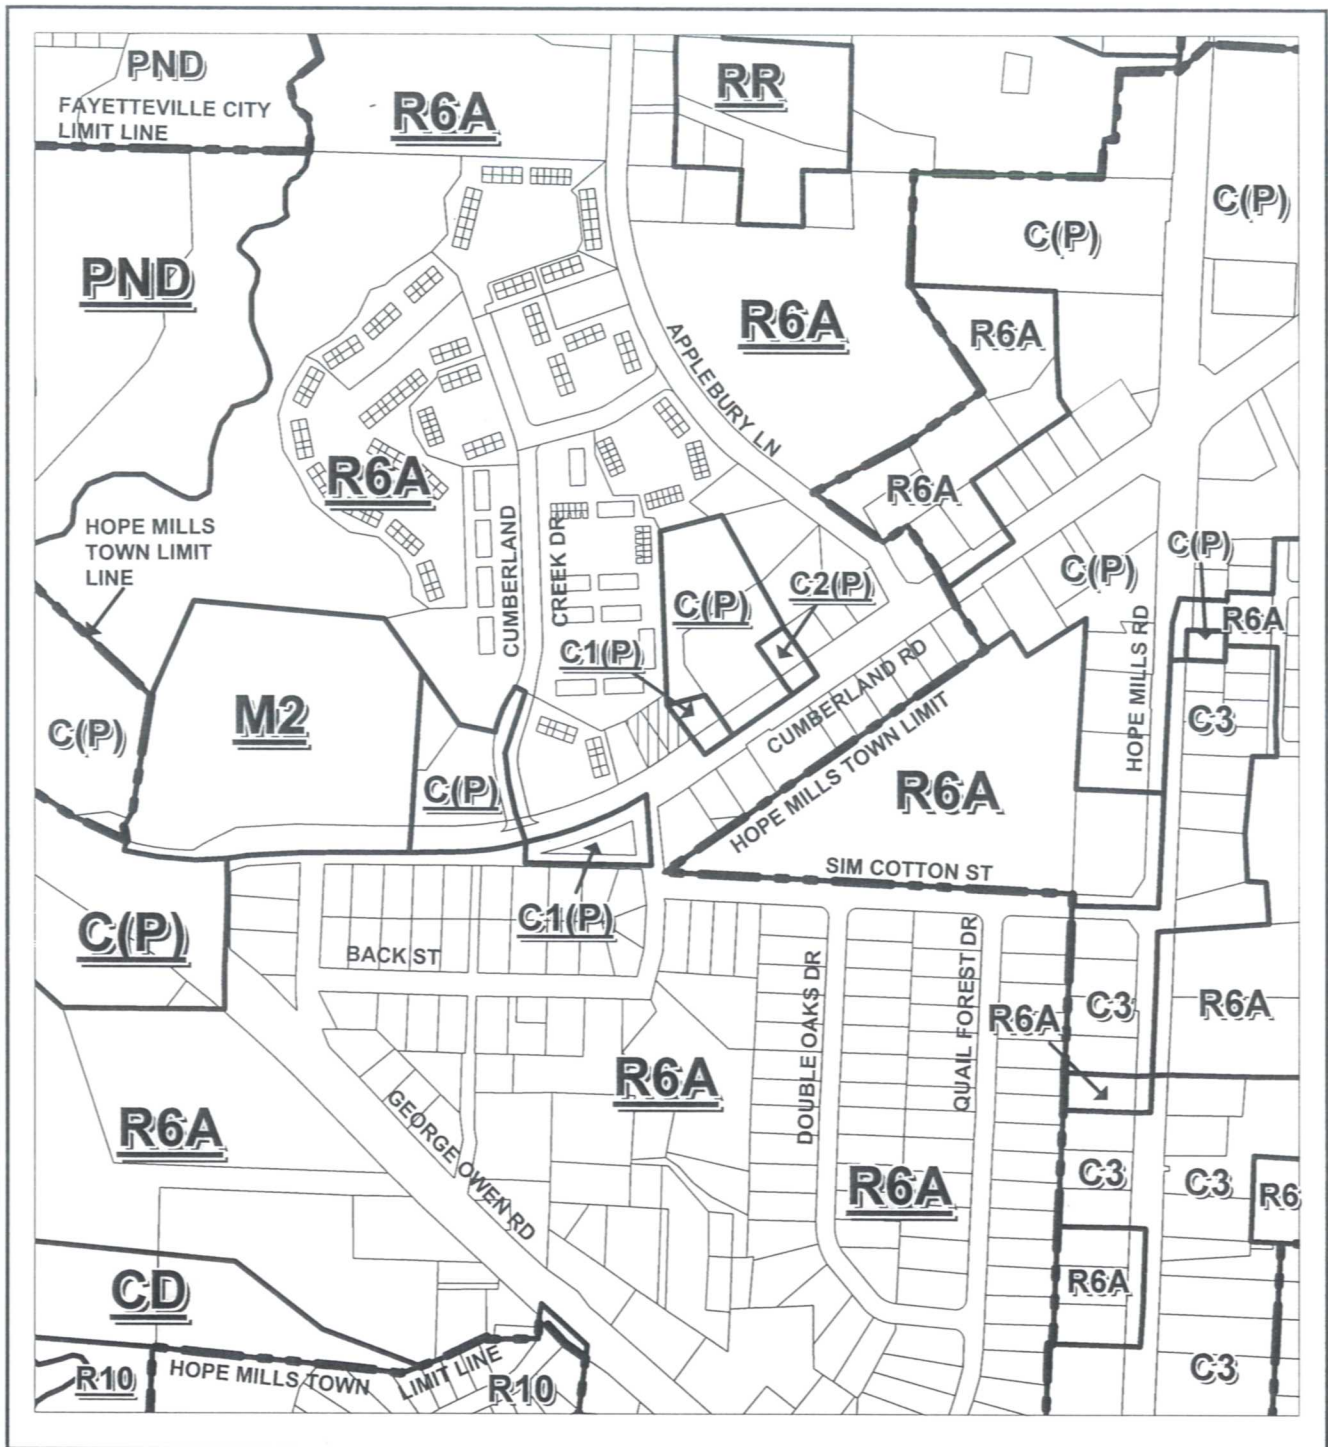 PND
FAYETTEVILLE CITY
LIMIT LINE
R6A
RR
C(P)
C(P)
PND
R6A
R6A
APPLEBURY LN
R6A
R6A
HOPE MILLS
TOWN LIMIT
LINE
CUMBERLAND
CREEK DR
C(P)
C2(P)
C(P)
C(P)
R6A
C1(P)
CUMBERLAND RD
HOPE MILLS RD
C(P)
M2
C3
C(P)
HOPE MILLS TOWN LIMIT
R6A
SIM COTTON ST
C(P)
C1(P)
BACK ST
DOUBLE OAKS DR
QUAIL FOREST DR
R6A
C3
R6A
R6A
R6A
GEORGE OWEN RD
R6A
C3
C3
R6
CD
R6A
R10
HOPE MILLS TOWN
LIMIT LINE
R10
C3